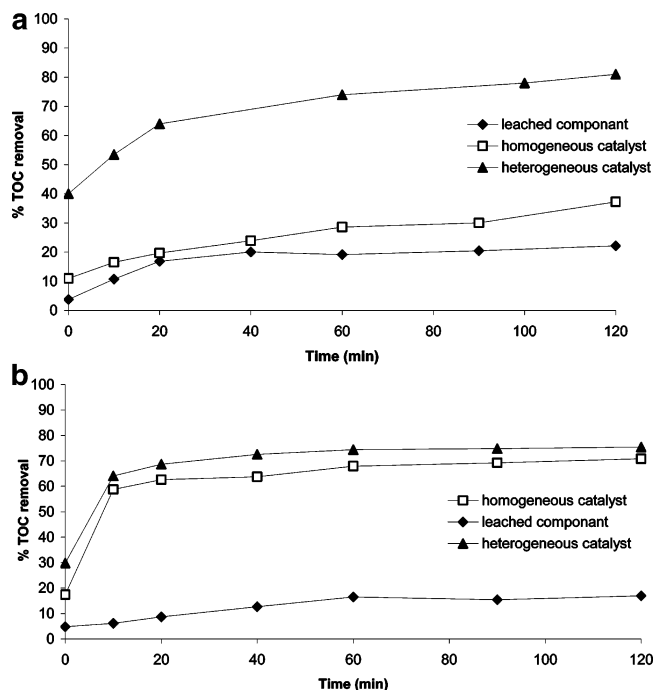 a
100
90
80
70
60
50
40
30
20
10
0
% TOC removal
leached componant
homogeneous catalyst
heterogeneous catalyst
0 20 40 60 80 100 120
Time (min)
b
100
90
80
70
60
50
40
30
20
10
0
% TOC removal
homogeneous catalyst
leached componant
heterogeneous catalyst
0 20 40 60 80 100 120
Time (min)